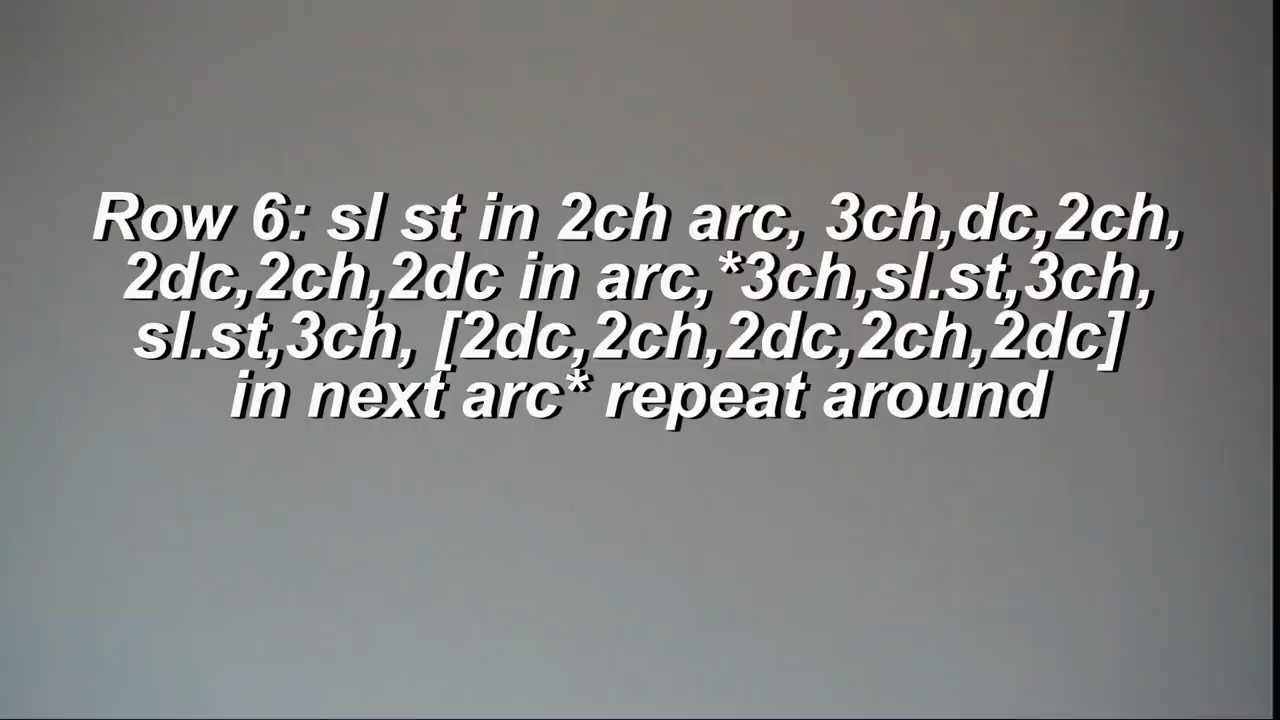 Row 6: sl st in 2ch arc, 3ch,dc,2ch,
2dc,2ch,2dc in arc,*3ch,sl.st,3ch,
sl.st,3ch, [2dc,2ch,2dc,2ch,2dc]
in next arc* repeat around